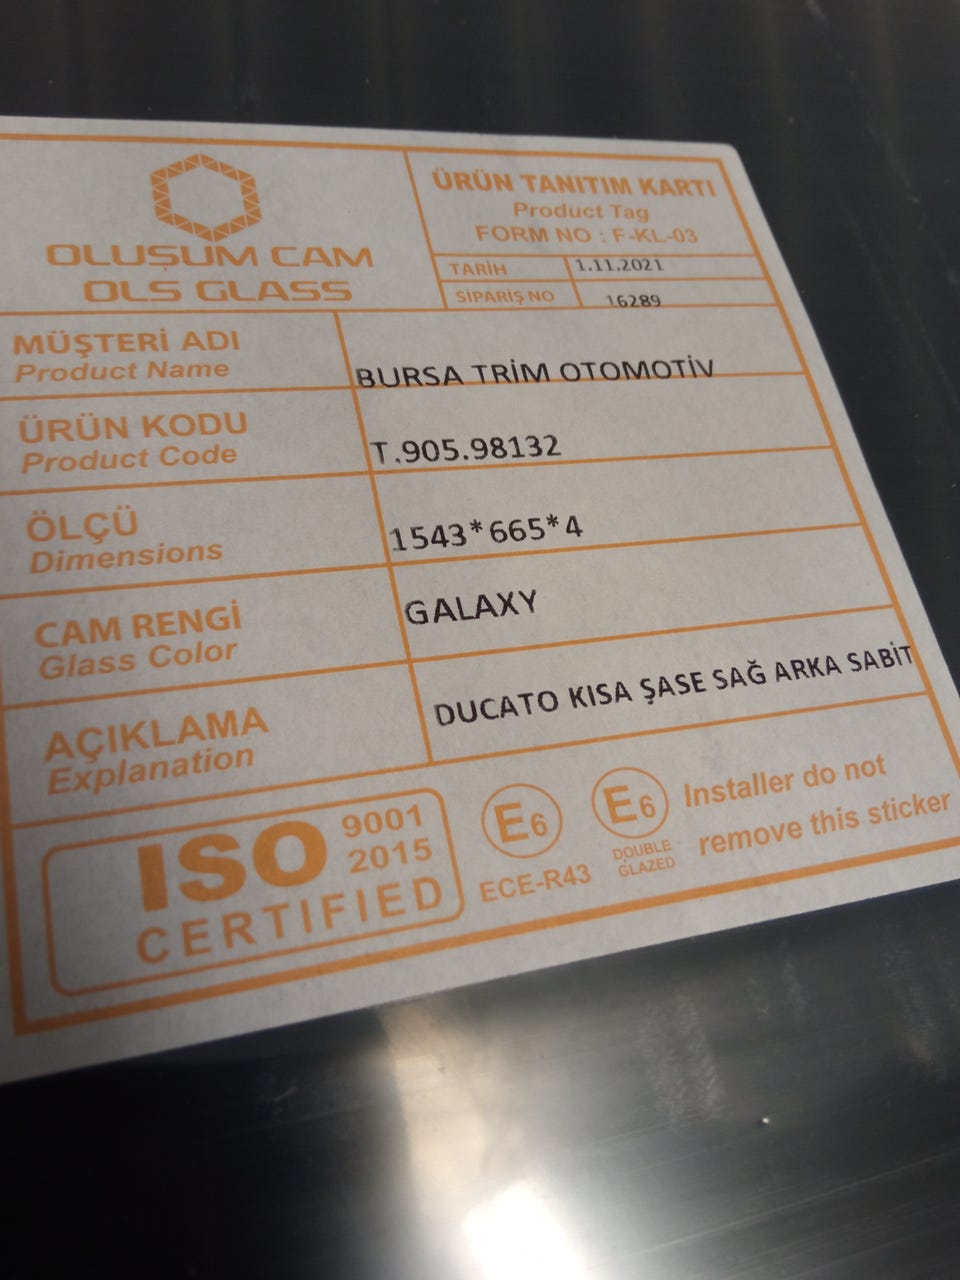 OLUŞUM CAM
OLS GLASS
ÜRÜN TANITIM KARTI
Product Tag
FORM NO : F-KL-03
TARİH 1.11.2021
SİPARİŞ NO 16289
MÜŞTERİ ADI
Product Name
BURSA TRİM OTOMOTİV
ÜRÜN KODU
Product Code
T.905.98132
ÖLÇÜ
Dimensions
1543*665*4
CAM RENGİ
Glass Color
GALAXY
AÇIKLAMA
Explanation
DUCATO KISA ŞASE SAĞ ARKA SABİT
ISO 9001
2015
CERTIFIED
E6
ECE-R43
E6
DOUBLE
GLAZED
Installer do not
remove this sticker